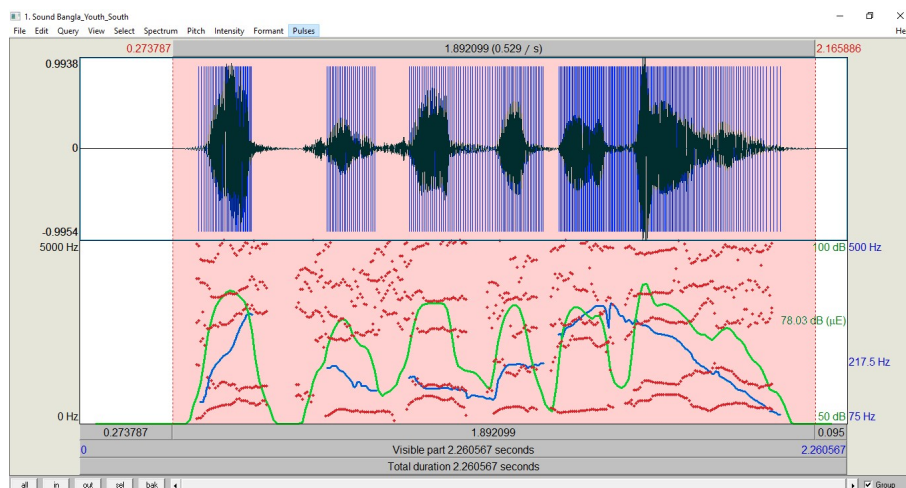 1. Sound Bangla_Youth_South
File Edit Query View Select Spectrum Pitch Intensity Formant Pulses He
0.273787 1.892099 (0.529 / s) 2.165886
0.9938
0
-0.9954
5000 Hz 100 dB 500 Hz
78.03 dB (µE)
217.5 Hz
0 Hz 50 dB 75 Hz
0.273787 1.892099 0.095
0 Visible part 2.260567 seconds 2.260567
Total duration 2.260567 seconds
all in out sel bak Group